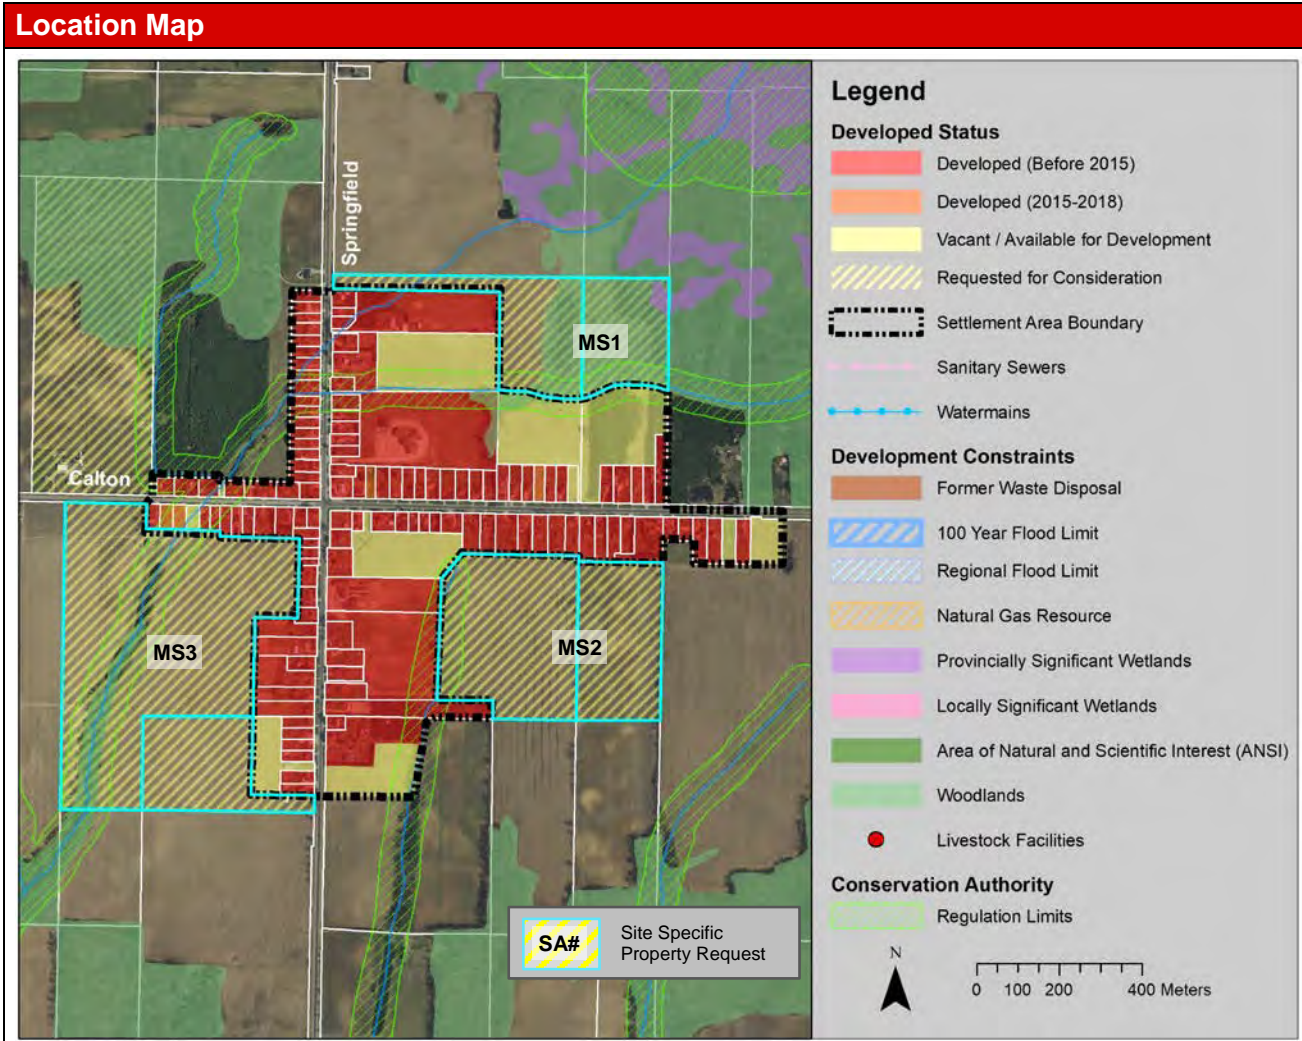 Location Map
Springfield
Calton
MS1
MS2
MS3
SA#
Site Specific
Property Request
Legend
Developed Status
Developed (Before 2015)
Developed (2015-2018)
Vacant / Available for Development
Requested for Consideration
Settlement Area Boundary
Sanitary Sewers
Watermains
Development Constraints
Former Waste Disposal
100 Year Flood Limit
Regional Flood Limit
Natural Gas Resource
Provincially Significant Wetlands
Locally Significant Wetlands
Area of Natural and Scientific Interest (ANSI)
Woodlands
Livestock Facilities
Conservation Authority
Regulation Limits
N
0 100 200 400 Meters